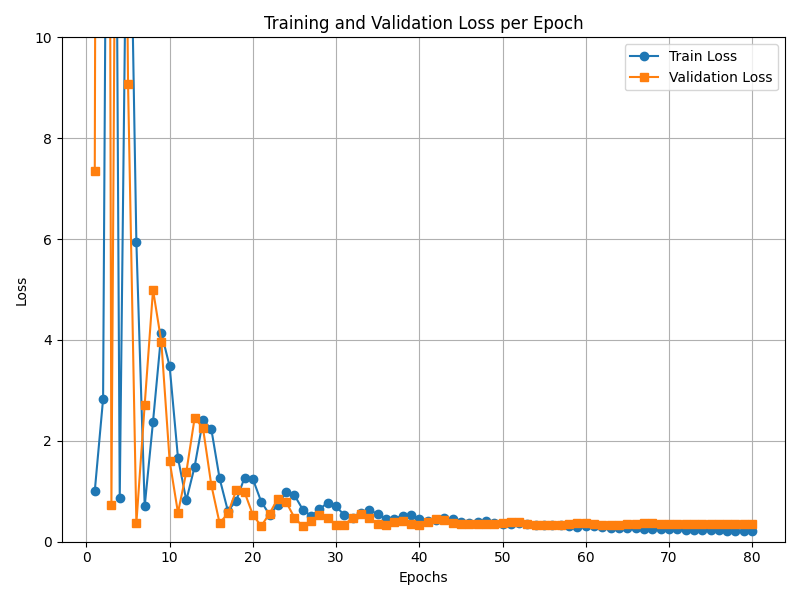 Training and Validation Loss per Epoch
Train Loss
Validation Loss
Loss
10
8
6
4
2
0
0 10 20 30 40 50 60 70 80
Epochs